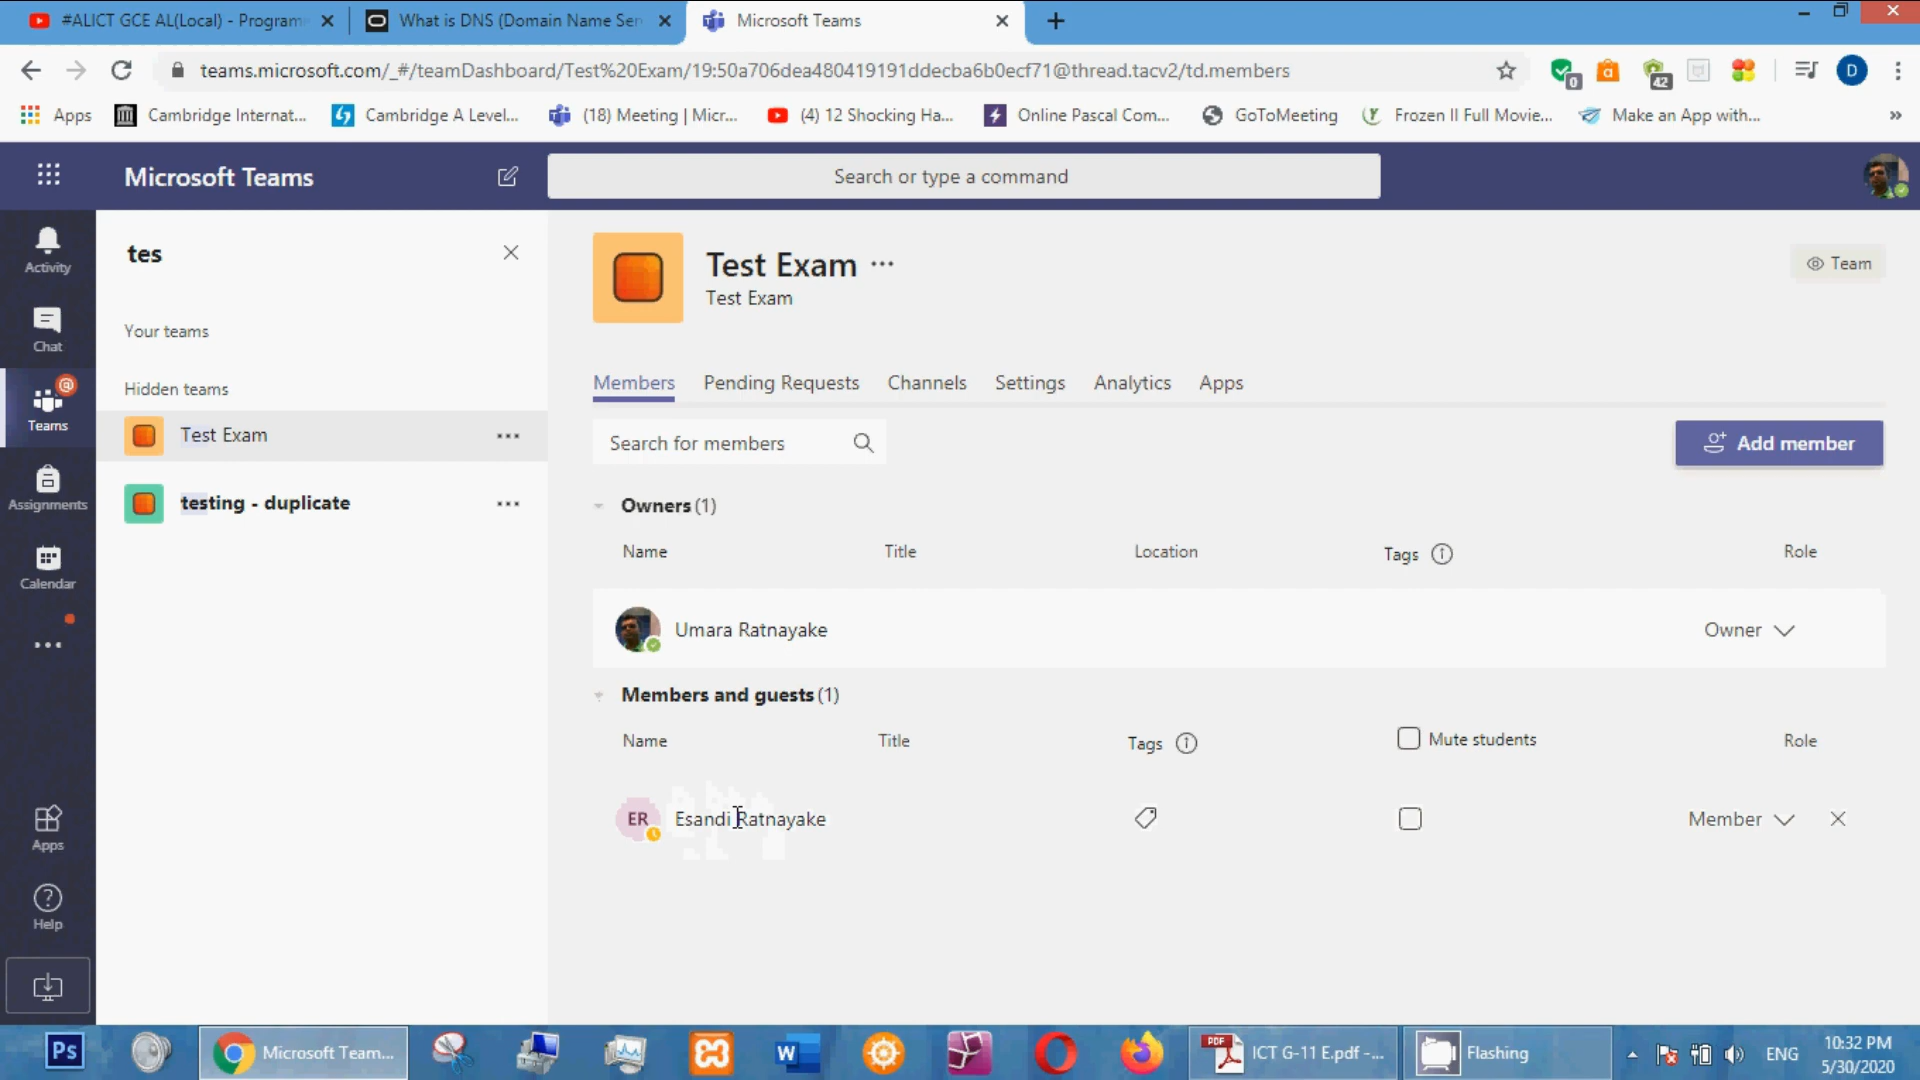 #ALICT GCE AL(Local) - Program
What is DNS (Domain Name Ser
Microsoft Teams
teams.microsoft.com/_#/teamDashboard/Test%20Exam/19:50a706dea480419191ddecba6b0ecf71@thread.tacv2/td.members
0
a
42
D
Apps
Cambridge Internat...
Cambridge A Level...
(18) Meeting | Micr...
(4) 12 Shocking Ha...
Online Pascal Com...
GoToMeeting
Frozen II Full Movie...
Make an App with...
»
Microsoft Teams
Search or type a command
Activity
Chat
Teams
Assignments
Calendar
Apps
Help
tes
Your teams
Hidden teams
Test Exam
testing - duplicate
Test Exam
Test Exam
Team
Members
Pending Requests
Channels
Settings
Analytics
Apps
Search for members
Add member
Owners (1)
Name
Title
Location
Tags
Role
Umara Ratnayake
Owner
Members and guests (1)
Name
Title
Tags
Mute students
Role
ER
Esandi Ratnayake
Member
Ps
Microsoft Team...
W
PDF
ICT G-11 E.pdf -...
Flashing
ENG
10:32 PM
5/30/2020